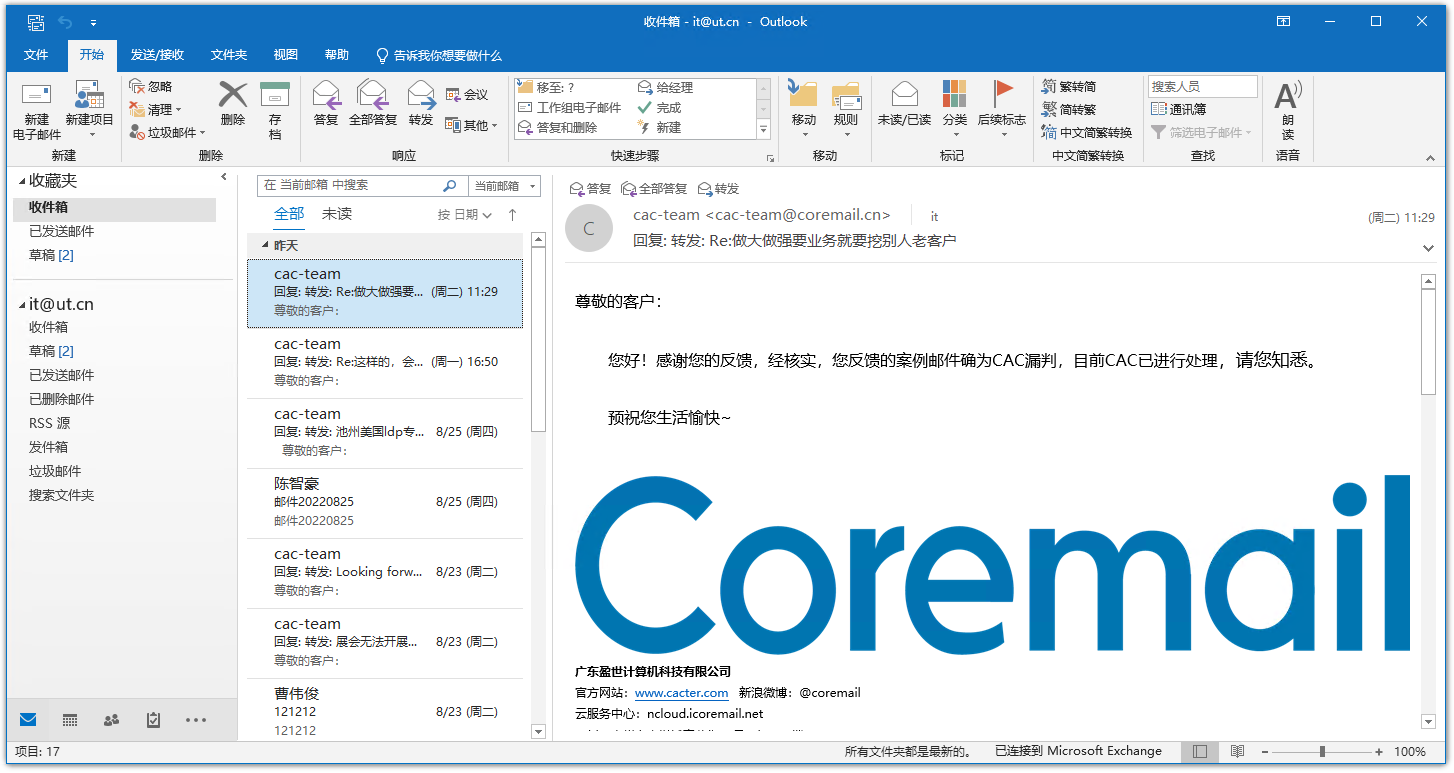 收件箱 - it@ut.cn - Outlook
文件 开始 发送/接收 文件夹 视图 帮助 告诉我你想要做什么
新建
电子邮件
新建项目
新建
忽略
清理
垃圾邮件
删除
存
档
删除
答复
全部答复
转发
会议
其他
响应
移至: ?
工作组电子邮件
答复和删除
给经理
完成
新建
快速步骤
移动
规则
移动
未读/已读
分类
后续标志
标记
繁转简
简转繁
中文简繁转换
中文简繁转换
搜索人员
通讯簿
筛选电子邮件
查找
朗
读
语音
收藏夹
收件箱
已发送邮件
草稿 [2]
it@ut.cn
收件箱
草稿 [2]
已发送邮件
已删除邮件
RSS 源
发件箱
垃圾邮件
搜索文件夹
在 当前邮箱 中搜索 当前邮箱
全部 未读 按 日期
昨天
cac-team
回复: 转发: Re:做大做强要... (周二) 11:29
尊敬的客户:
cac-team
回复: 转发: Re:这样的，会... (周一) 16:50
尊敬的客户:
cac-team
回复: 转发: 池州美国ldp专... 8/25 (周四)
尊敬的客户:
陈智豪
邮件20220825 8/25 (周四)
邮件20220825
cac-team
回复: 转发: Looking forw... 8/23 (周二)
尊敬的客户:
cac-team
回复: 转发: 展会无法开展... 8/23 (周二)
尊敬的客户:
曹伟俊
121212 8/23 (周二)
121212
答复 全部答复 转发
C
cac-team <cac-team@coremail.cn> it (周二) 11:29
回复: 转发: Re:做大做强要业务就要挖别人老客户
尊敬的客户：
您好！感谢您的反馈，经核实，您反馈的案例邮件确为CAC漏判，目前CAC已进行处理，请您知悉。
预祝您生活愉快~
Coremail
广东盈世计算机科技有限公司
官方网站：www.cacter.com 新浪微博：@coremail
云服务中心：ncloud.icoremail.net
项目: 17 所有文件夹都是最新的。 已连接到 Microsoft Exchange 100%